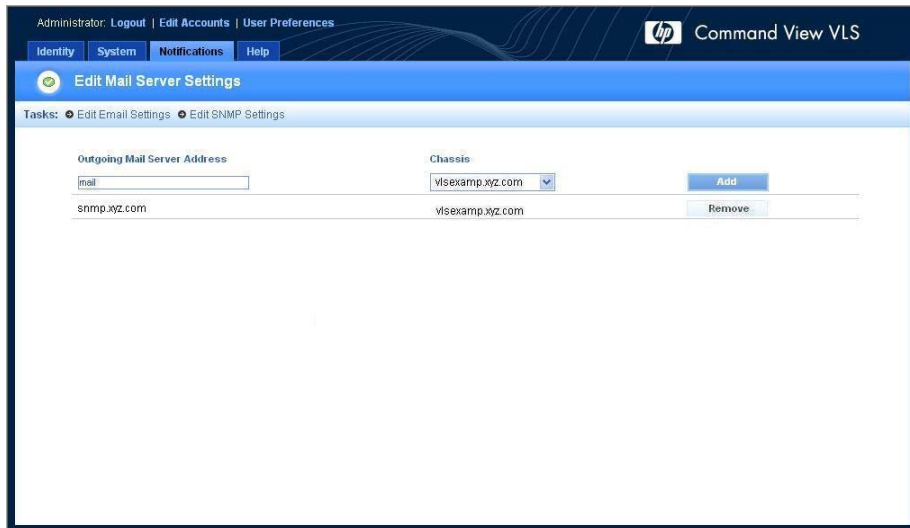 Administrator: Logout | Edit Accounts | User Preferences
hp Command View VLS
Identity System Notifications Help
Edit Mail Server Settings
Tasks: Edit Email Settings Edit SNMP Settings
Outgoing Mail Server Address Chassis
mail vlsexamp.xyz.com Add
snmp.xyz.com vlsexamp.xyz.com Remove